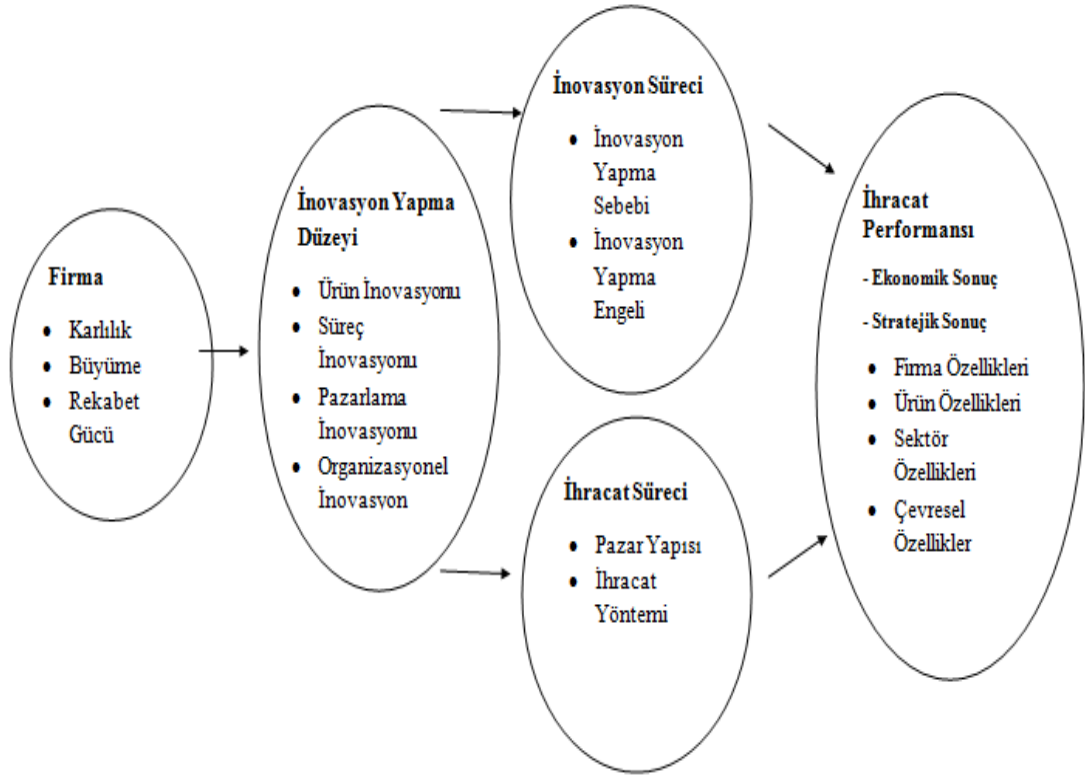 Firma
• Karlılık
• Büyüme
• Rekabet
Gücü
İnovasyon Yapma
Düzeyi
• Ürün İnovasyonu
• Süreç
İnovasyonu
• Pazarlama
İnovasyonu
• Organizasyonel
İnovasyon
İnovasyon Süreci
• İnovasyon
Yapma
Sebebi
• İnovasyon
Yapma
Engeli
İhracat Süreci
• Pazar Yapısı
• İhracat
Yöntemi
İhracat
Performansı
- Ekonomik Sonuç
- Stratejik Sonuç
• Firma Özellikleri
• Ürün Özellikleri
• Sektör
Özellikleri
• Çevresel
Özellikler